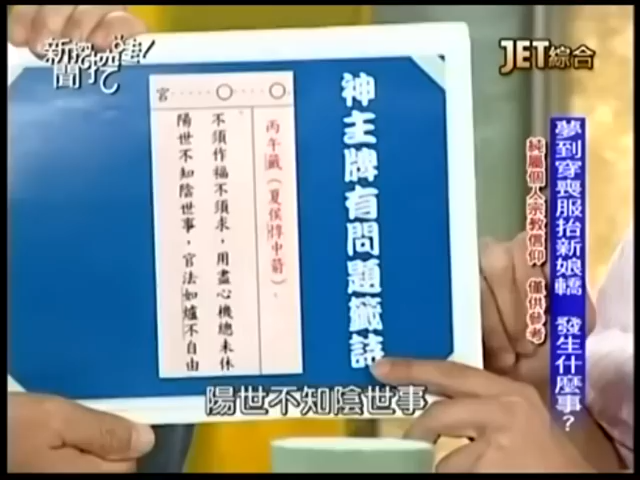 新聞挖挖哇!
JET綜合
神主牌有問題籤詩
宮
丙午籤（夏侯惇中箭）.
不須作福不須求，用盡心機總未休
陽世不知陰世事，官法如爐不自由
夢到穿喪服抬新娘轎 發生什麼事?
純屬個人宗教信仰 僅供參考
陽世不知陰世事